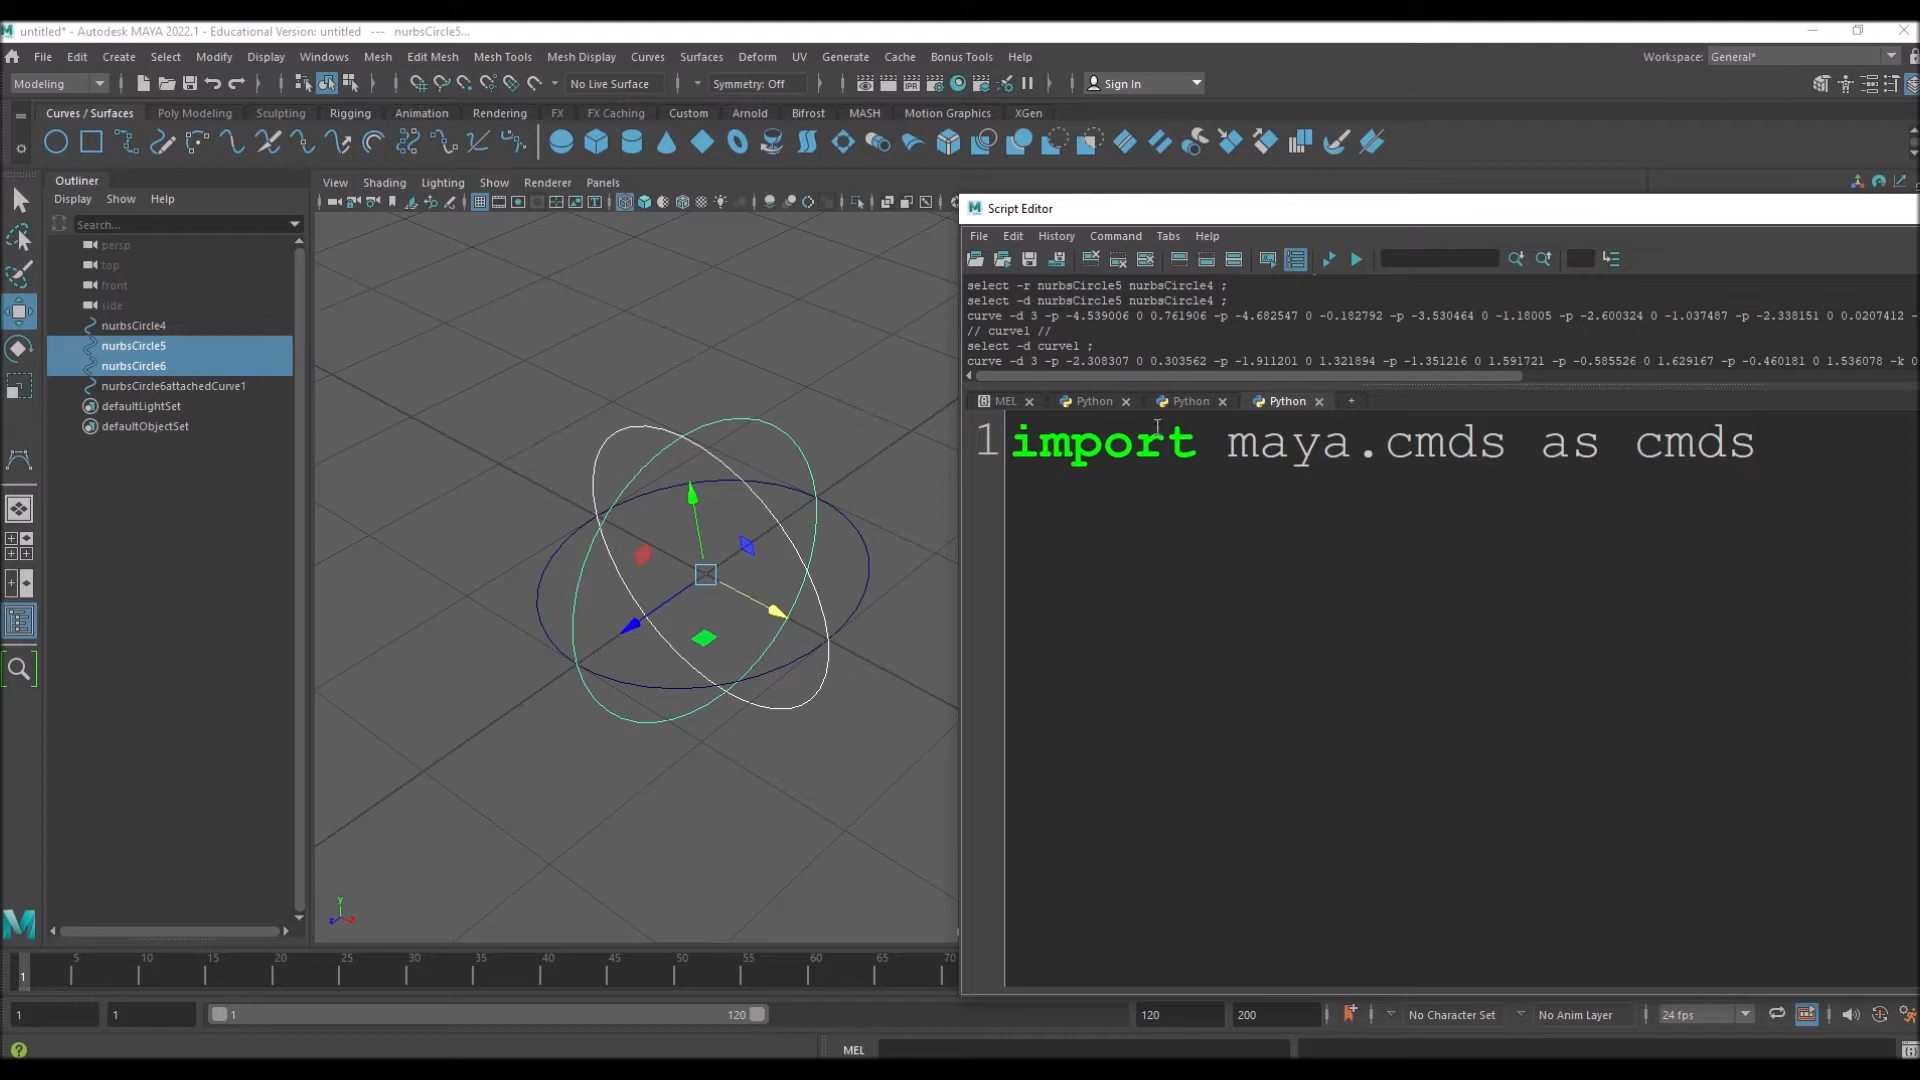 untitled* - Autodesk MAYA 2022.1 - Educational Version: untitled --- nurbsCircle5...
File Edit Create Select Modify Display Windows Mesh Edit Mesh Mesh Tools Mesh Display Curves Surfaces Deform UV Generate Cache Bonus Tools Help
Workspace: General*
Modeling
No Live Surface
Symmetry: Off
Sign In
Curves / Surfaces Poly Modeling Sculpting Rigging Animation Rendering FX FX Caching Custom Arnold Bifrost MASH Motion Graphics XGen
Outliner
Display Show Help
Search...
persp
top
front
side
nurbsCircle4
nurbsCircle5
nurbsCircle6
nurbsCircle6attachedCurve1
defaultLightSet
defaultObjectSet
View Shading Lighting Show Renderer Panels
IPR
y
z x
Script Editor
File Edit History Command Tabs Help
select -r nurbsCircle5 nurbsCircle4 ;
select -d nurbsCircle5 nurbsCircle4 ;
curve -d 3 -p -4.539006 0 0.761906 -p -4.682547 0 -0.182792 -p -3.530464 0 -1.18005 -p -2.600324 0 -1.037487 -p -2.338151 0 0.0207412 -
// curve1 //
select -d curve1 ;
curve -d 3 -p -2.308307 0 0.303562 -p -1.911201 0 1.321894 -p -1.351216 0 1.591721 -p -0.585526 0 1.629167 -p -0.460181 0 1.536078 -k 0
MEL Python Python Python +
1 import maya.cmds as cmds
5 10 15 20 25 30 35 40 45 50 55 60 65 70
1
1 1 1 120 120 200 No Character Set No Anim Layer 24 fps
MEL